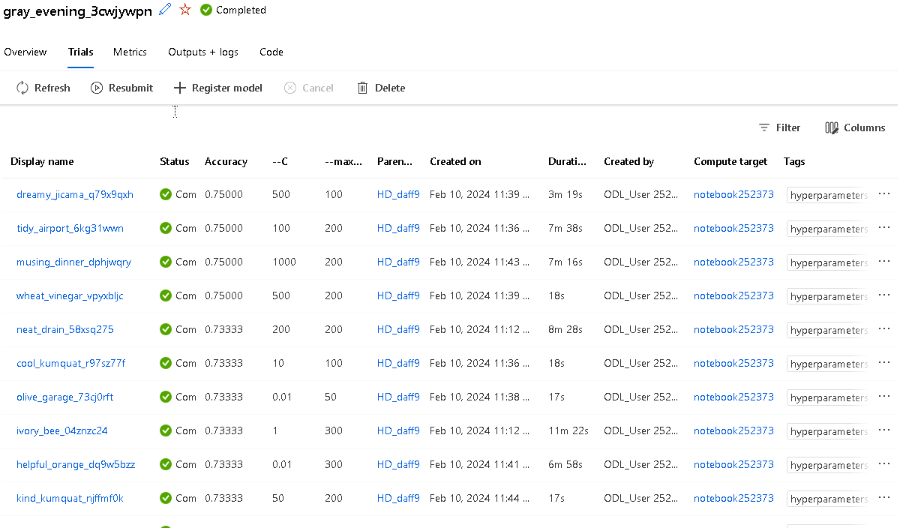 gray_evening_3cwjywpn Completed
Overview Trials Metrics Outputs + logs Code
Refresh Resubmit Register model Cancel Delete
Filter Columns
Display name Status Accuracy --C --max... Paren... Created on Durati... Created by Compute target Tags
dreamy_jicama_q79x9qxh Com 0.75000 500 100 HD_daff9 Feb 10, 2024 11:39 ... 3m 19s ODL_User 252... notebook252373 hyperparameters ...
tidy_airport_6kg31wwn Com 0.75000 100 200 HD_daff9 Feb 10, 2024 11:36 ... 7m 38s ODL_User 252... notebook252373 hyperparameters ...
musing_dinner_dphjwqry Com 0.75000 1000 200 HD_daff9 Feb 10, 2024 11:43 ... 7m 16s ODL_User 252... notebook252373 hyperparameters ...
wheat_vinegar_vpyxbljc Com 0.75000 500 200 HD_daff9 Feb 10, 2024 11:39 ... 18s ODL_User 252... notebook252373 hyperparameters ...
neat_drain_58xsq275 Com 0.73333 200 200 HD_daff9 Feb 10, 2024 11:12 ... 8m 28s ODL_User 252... notebook252373 hyperparameters ...
cool_kumquat_r97sz77f Com 0.73333 10 100 HD_daff9 Feb 10, 2024 11:36 ... 18s ODL_User 252... notebook252373 hyperparameters ...
olive_garage_73cj0rft Com 0.73333 0.01 50 HD_daff9 Feb 10, 2024 11:38 ... 17s ODL_User 252... notebook252373 hyperparameters ...
ivory_bee_04znzc24 Com 0.73333 1 300 HD_daff9 Feb 10, 2024 11:12 ... 11m 22s ODL_User 252... notebook252373 hyperparameters ...
helpful_orange_dq9w5bzz Com 0.73333 0.01 300 HD_daff9 Feb 10, 2024 11:41 ... 6m 58s ODL_User 252... notebook252373 hyperparameters ...
kind_kumquat_njffmf0k Com 0.73333 50 200 HD_daff9 Feb 10, 2024 11:44 ... 17s ODL_User 252... notebook252373 hyperparameters ...